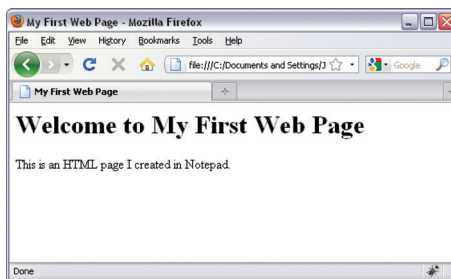 My First Web Page - Mozilla Firefox
File Edit View History Bookmarks Tools Help
file:///C:/Documents and Settings/J Google
My First Web Page
Welcome to My First Web Page
This is an HTML page I created in Notepad.
Done